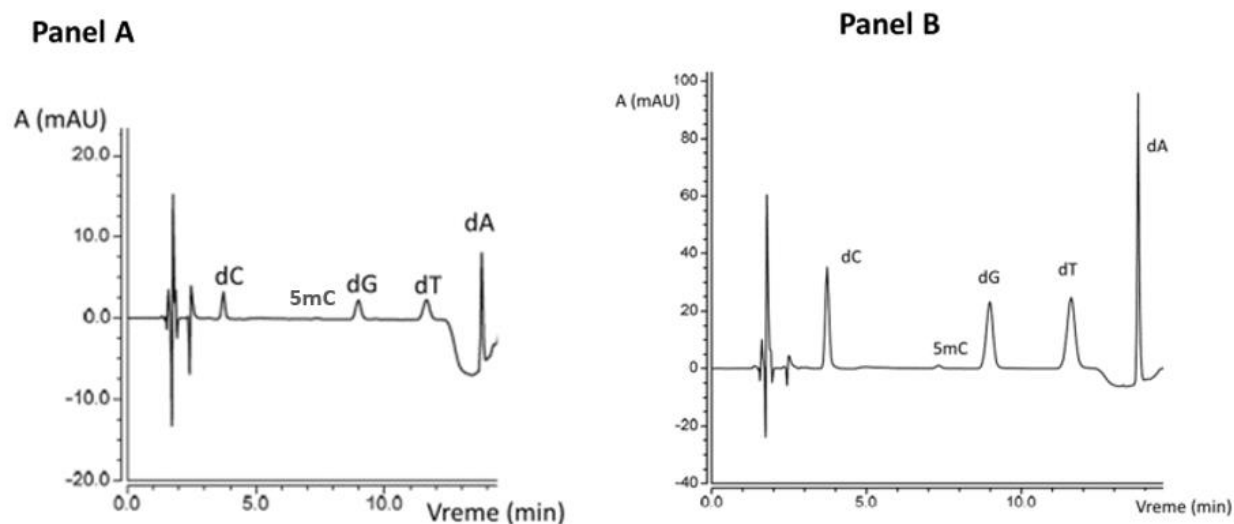 Panel A
A (mAU)
20.0
10.0
0.0
-10.0
-20.0
0.0
5.0
10.0
Vreme (min)
dC
5mC
dG
dT
dA
Panel B
A (mAU)
100
80
60
40
20
0
-20
-40
0.0
5.0
10.0
Vreme (min)
dC
5mC
dG
dT
dA